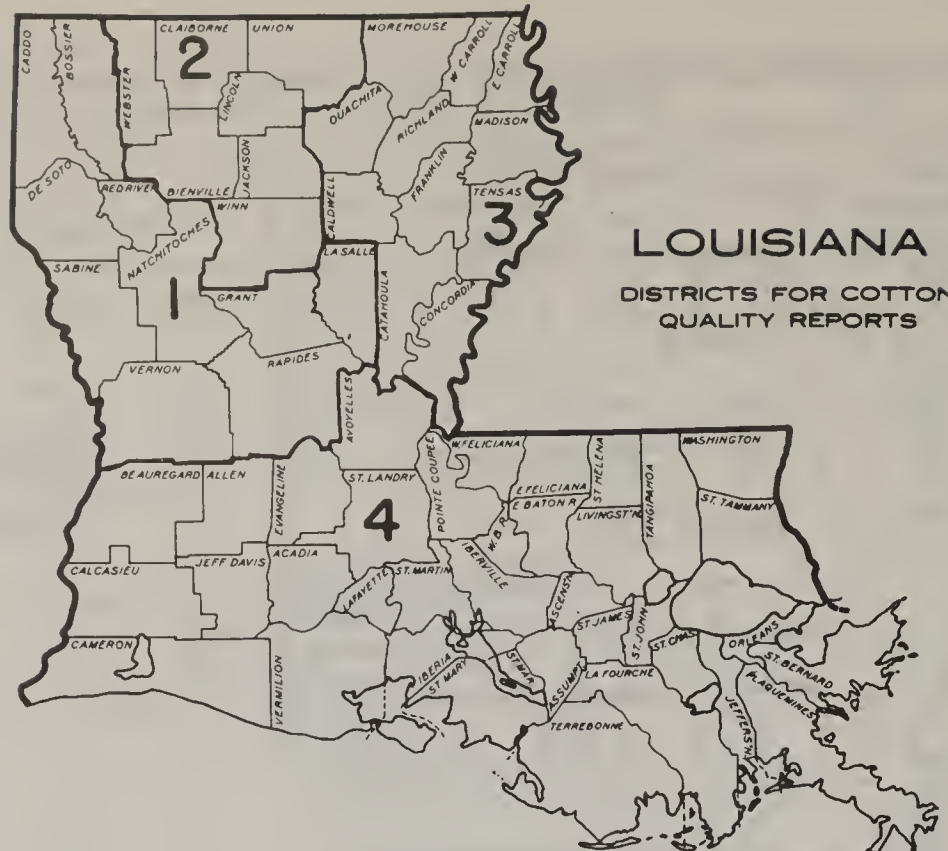 LOUISIANA
DISTRICTS FOR COTTON
QUALITY REPORTS
CADDO
BOSSIER
WEBSTER
CLAIBORNE
2
UNION
LINCOLN
MOREHOUSE
W. CARROLL
E. CARROLL
OUACHITA
RICHLAND
MADISON
DE SOTO
RED RIVER
BIENVILLE
JACKSON
FRANKLIN
TENSAS
3
NATCHITOCHES
WINN
CALDWELL
SABINE
1
GRANT
LA SALLE
CATAHOULA
CONCORDIA
VERNON
RAPIDES
AVOYELLES
BEAUREGARD
ALLEN
EVANGELINE
ST. LANDRY
4
POINTE COUPEE
W. FELICIANA
E FELICIANA
ST HELENA
TANGIPAHOA
WASHINGTON
ST. TAMMANY
E BATON R.
LIVINGST'N
W. B. R.
CALCASIEU
JEFF DAVIS
ACADIA
LAFAYETTE
ST. MARTIN
IBERVILLE
ASCENS'N
ST JAMES
ST. JOHN
ST. CHAS.
ORLEANS
ST. BERNARD
PLAQUEMINES
CAMERON
VERMILION
IBERIA
ST. MARY
ST MAR
ASSUMPT
LA FOURCHE
TERREBONNE
JEFFERS'N